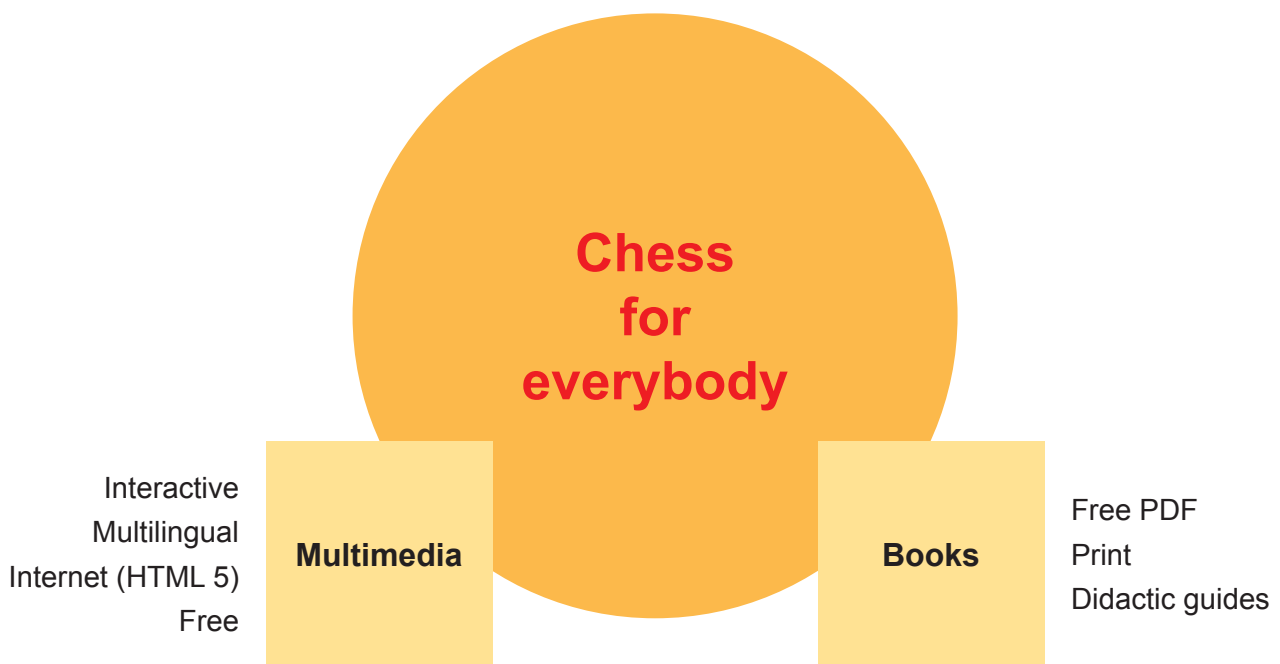 Chess
for
everybody
Interactive
Multilingual
Internet (HTML 5)
Free
Multimedia
Books
Free PDF
Print
Didactic guides